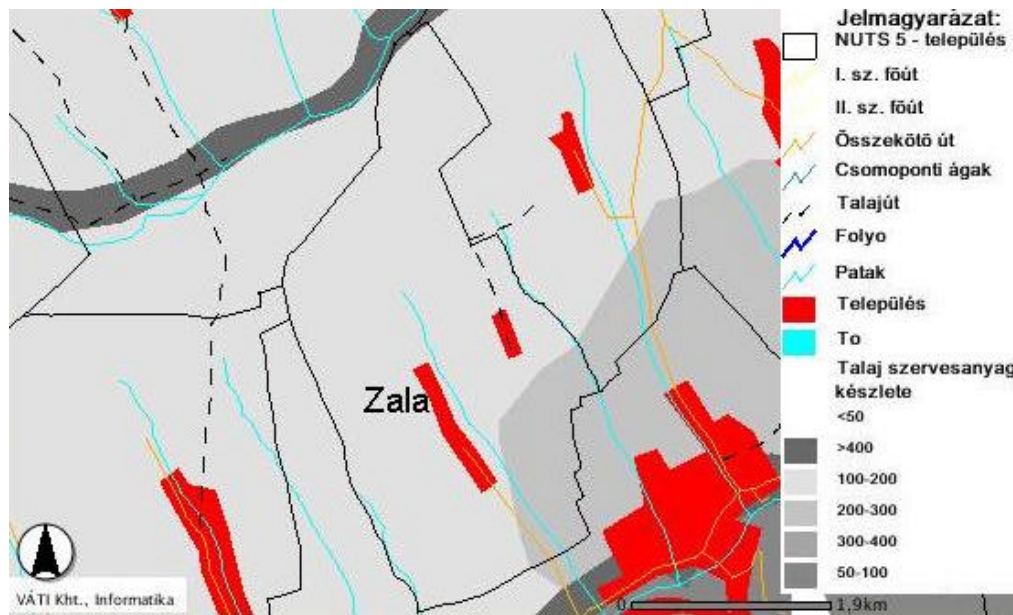 Jelmagyarázat:
NUTS 5 - település
I. sz. főút
II. sz. főút
Összekötő út
Csomoponti ágak
Talajút
Folyo
Patak
Település
To
Talaj szervesanyag
készlete
<50
>400
100-200
200-300
300-400
50-100
Zala
VÁTI Kht., Informatika
0 1,9km